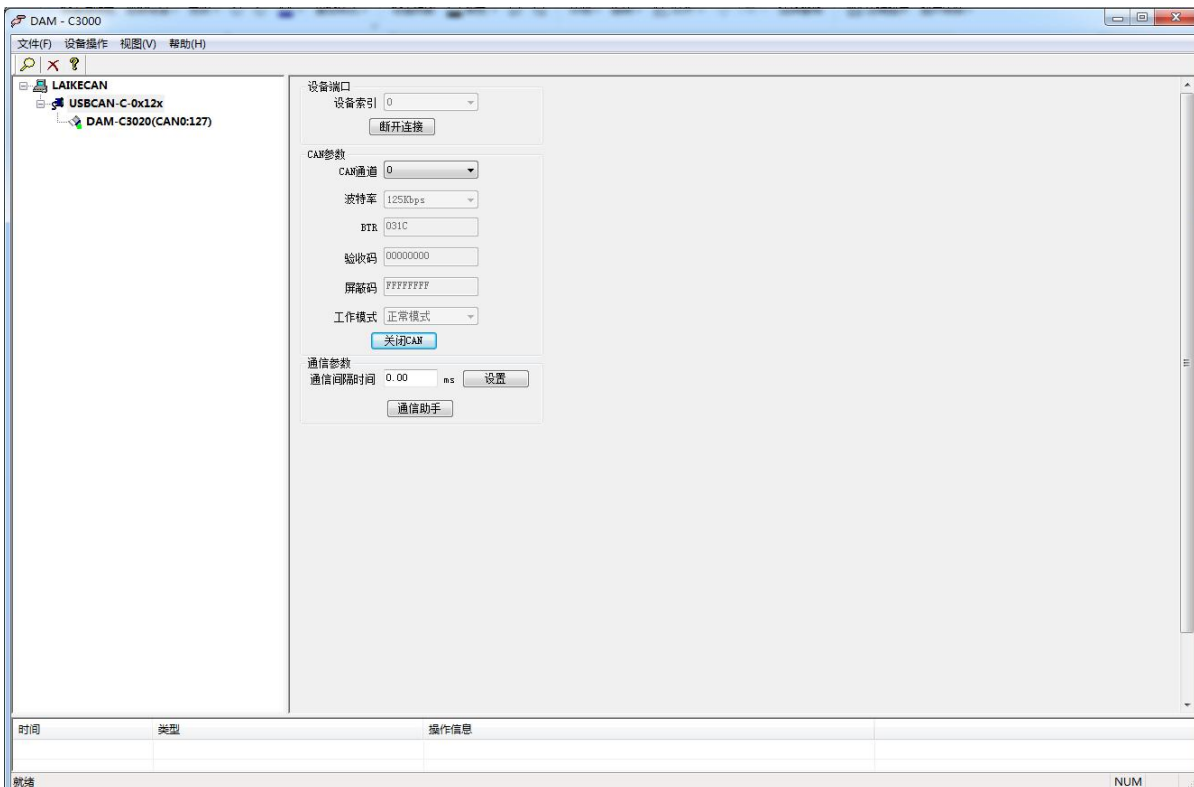 DAM - C3000
文件(F) 设备操作 视图(V) 帮助(H)
LAIKECAN
USBCAN-C-0x12x
DAM-C3020(CAN0:127)
设备端口
设备索引 0
断开连接
CAN参数
CAN通道 0
波特率 125Kbps
BTR 031C
验收码 00000000
屏蔽码 FFFFFFFF
工作模式 正常模式
关闭CAN
通信参数
通信间隔时间 0.00 ms 设置
通信助手
时间 类型 操作信息
就绪 NUM